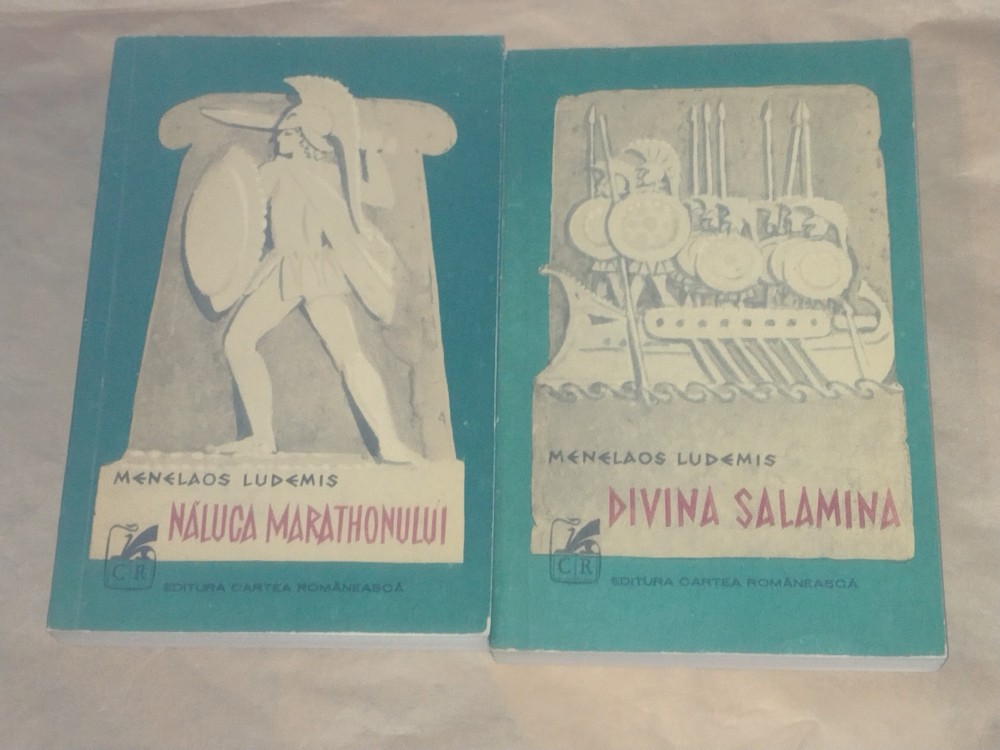 MENELAOS LUDEMIS
NĂLUCA MARATHONULUI
CR
EDITURA CARTEA ROMÂNEASCĂ
MENELAOS LUDEMIS
DIVINA SALAMINA
CR
EDITURA CARTEA ROMÂNEASCĂ